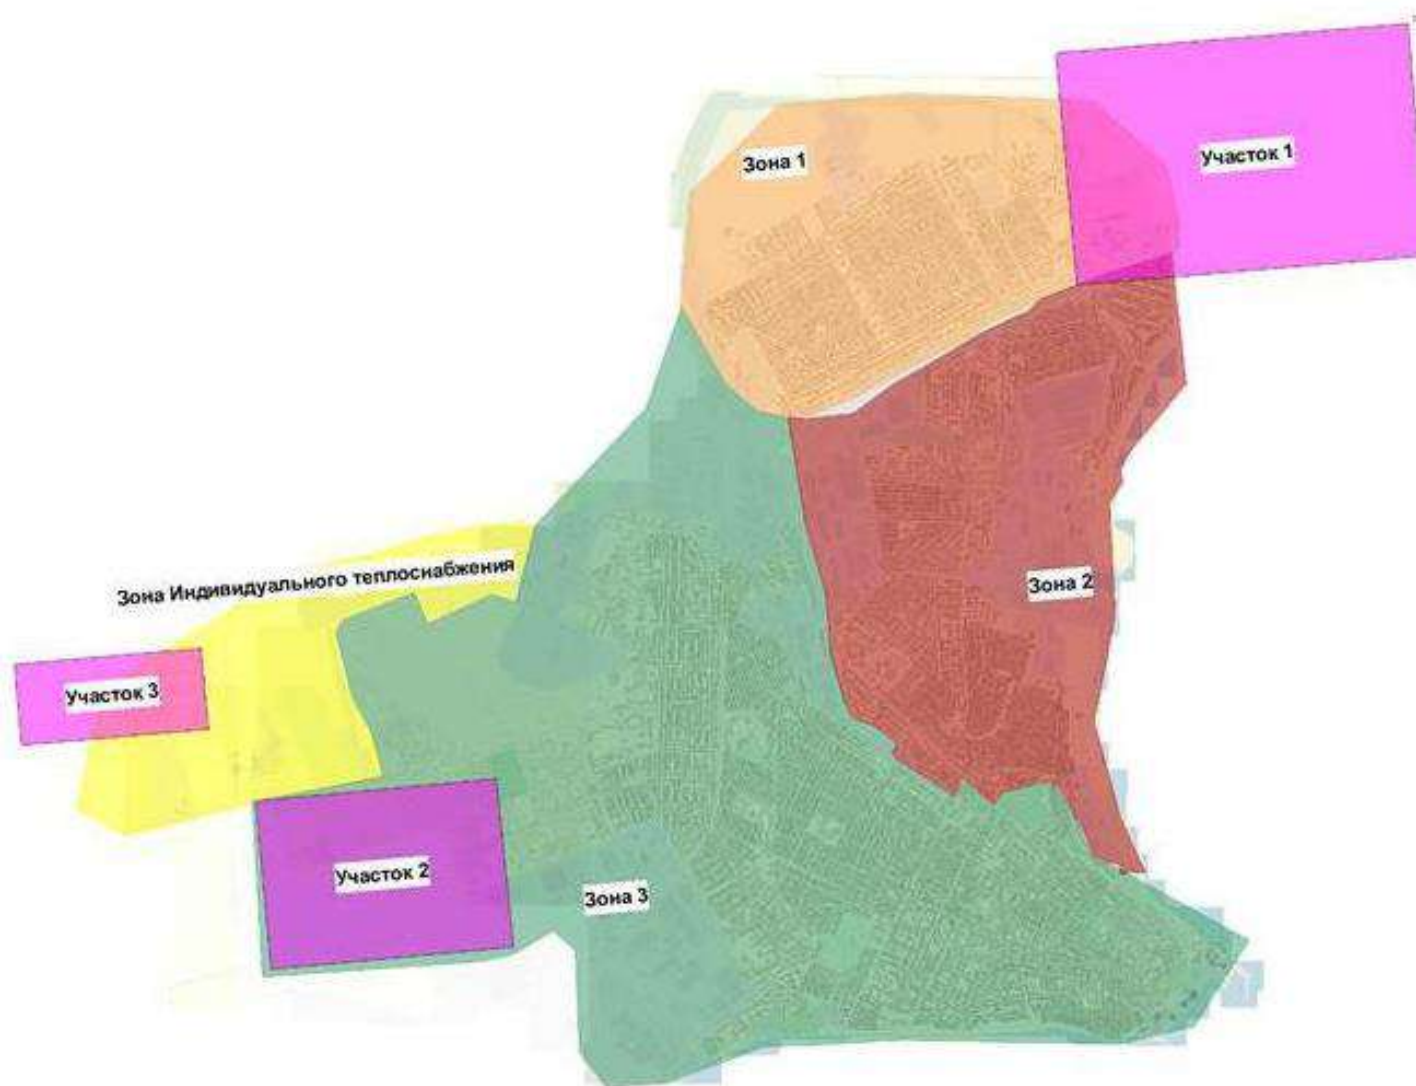 Зона 1
Участок 1
Зона Индивидуального теплоснабжения
Зона 2
Участок 3
Участок 2
Зона 3